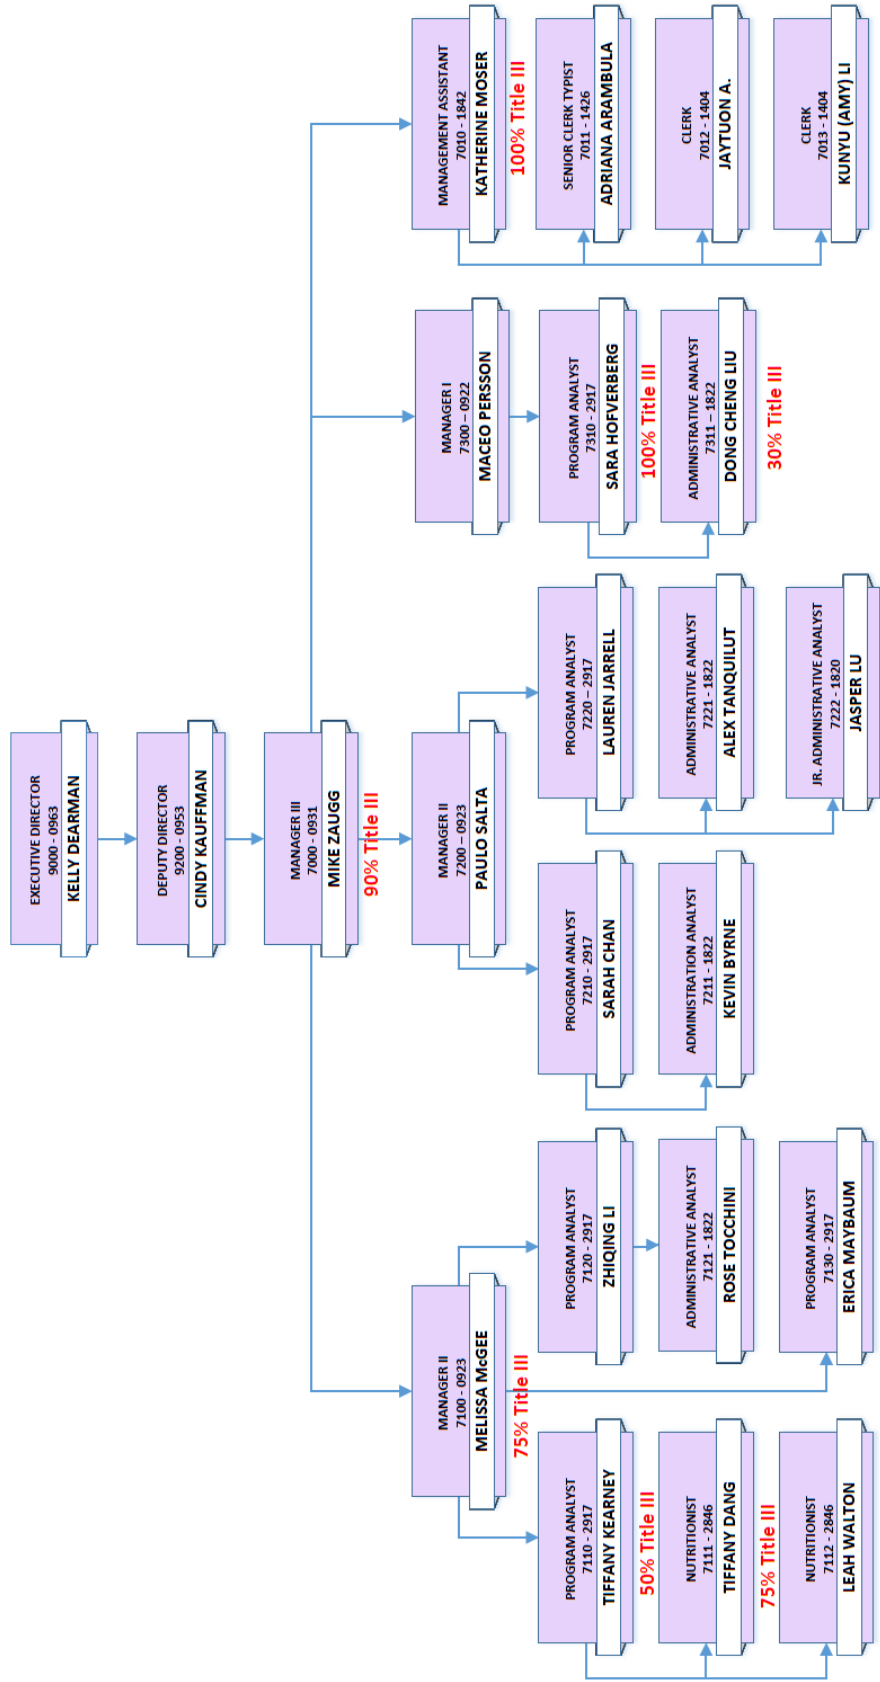 EXECUTIVE DIRECTOR
9000 - 0963
KELLY DEARMAN
DEPUTY DIRECTOR
9200 - 0953
CINDY KAUFFMAN
MANAGER III
7000 - 0931
MIKE ZAUGG
90% Title III
MANAGER II
7100 - 0923
MELISSA McGEE
75% Title III
MANAGER II
7200 – 0923
PAULO SALTA
MANAGER I
7300 – 0922
MACEO PERSSON
MANAGEMENT ASSISTANT
7010 - 1842
KATHERINE MOSER
100% Title III
PROGRAM ANALYST
7110 - 2917
TIFFANY KEARNEY
50% Title III
PROGRAM ANALYST
7120 - 2917
ZHIQING LI
PROGRAM ANALYST
7210 - 2917
SARAH CHAN
PROGRAM ANALYST
7220 – 2917
LAUREN JARRELL
PROGRAM ANALYST
7310 - 2917
SARA HOFVERBERG
100% Title III
SENIOR CLERK TYPIST
7011 - 1426
ADRIANA ARAMBULA
NUTRITIONIST
7111 - 2846
TIFFANY DANG
75% Title III
ADMINISTRATIVE ANALYST
7121 - 1822
ROSE TOCCHINI
ADMINISTRATION ANALYST
7211 - 1822
KEVIN BYRNE
ADMINISTRATIVE ANALYST
7221 - 1822
ALEX TANQUILUT
ADMINISTRATIVE ANALYST
7311 – 1822
DONG CHENG LIU
30% Title III
CLERK
7012 - 1404
JAYTUON A.
NUTRITIONIST
7112 - 2846
LEAH WALTON
PROGRAM ANALYST
7130 - 2917
ERICA MAYBAUM
JR. ADMINISTRATIVE ANALYST
7222 - 1820
JASPER LU
CLERK
7013 - 1404
KUNYU (AMY) LI